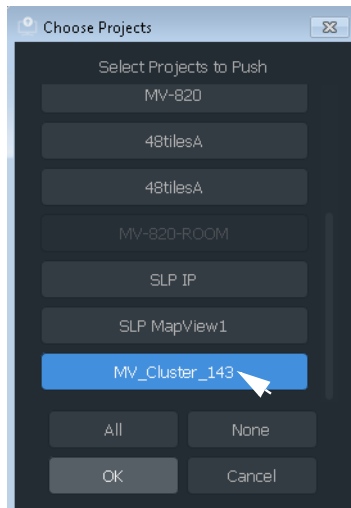 Choose Projects
Select Projects to Push
MV-820
48tilesA
48tilesA
MV-820-ROOM
SLP IP
SLP MapView1
MV_Cluster_143
All None
OK Cancel